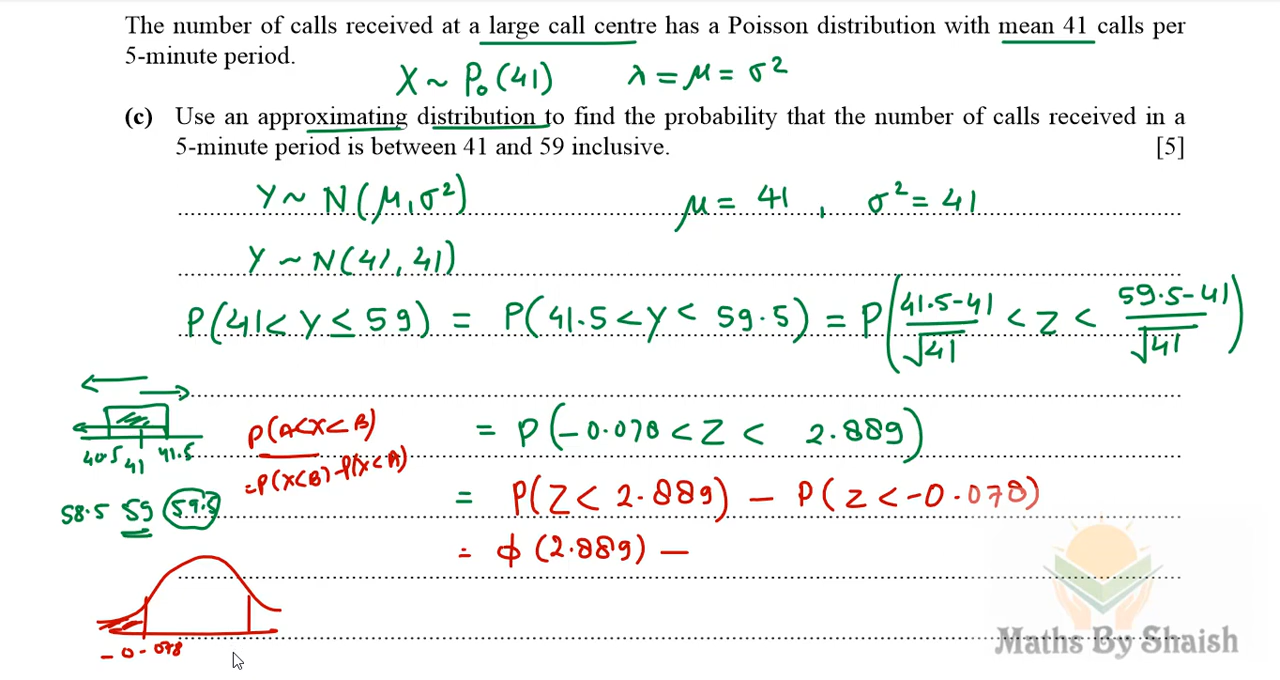 The number of calls received at a large call centre has a Poisson distribution with mean 41 calls per
5-minute period.
X ~ P₀(41) λ = μ = σ²
(c) Use an approximating distribution to find the probability that the number of calls received in a
5-minute period is between 41 and 59 inclusive. [5]
Y ~ N(μ, σ²) μ = 41 , σ² = 41
Y ~ N(41, 41)
P(41 < Y ≤ 59) = P(41.5 < Y < 59.5) = P((41.5-41)/√41 < Z < (59.5-41)/√41)
40.5 41 41.5
P(A<X<B)
= P(X<B) - P(X<A)
= P(-0.078 < Z < 2.889)
58.5 59 59.5
= P(Z < 2.889) - P(Z < -0.078)
= φ(2.889) -
-0.078
Maths By Shaish